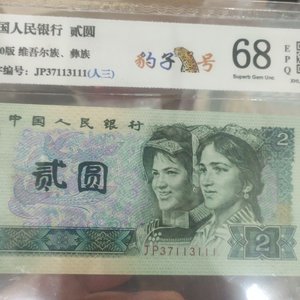 国人民银行 贰圆
0版 维吾尔族、彝族
编号: JP37113111(人三)
豹子号
68
Superb Gem Unc
E
P
Q
中国人民银行
贰圆
2
JP37113111